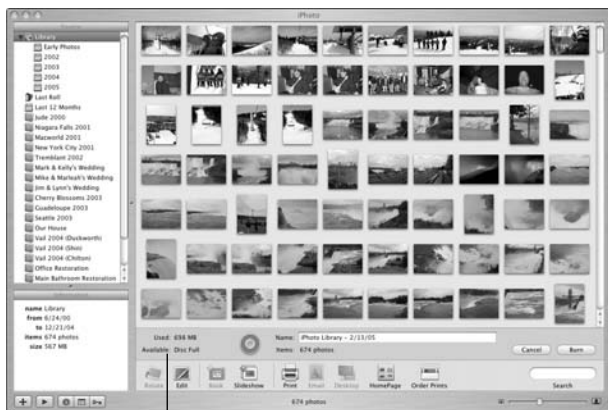 iPhoto
Source
Library
Early Photos
2002
2003
2004
2005
Last Roll
Last 12 Months
Jude 2000
Niagara Falls 2001
Macworld 2001
New York City 2001
Tremblant 2002
Mark & Kelly's Wedding
Mike & Marleah's Wedding
Jim & Lynn's Wedding
Cherry Blossoms 2003
Guadeloupe 2003
Seattle 2003
Our House
Vail 2004 (Duckworth)
Vail 2004 (Shin)
Vail 2004 (Chilton)
Office Restoration
Main Bathroom Restoration
name Library
from 6/24/00
to 12/21/04
items 674 photos
size 567 MB
Used: 698 MB
Available: Disc Full
Name: iPhoto Library - 2/15/05
Items: 674 photos
Cancel
Burn
Rotate
Edit
Book
Slideshow
Print
Email
Desktop
HomePage
Order Prints
Search
674 photos